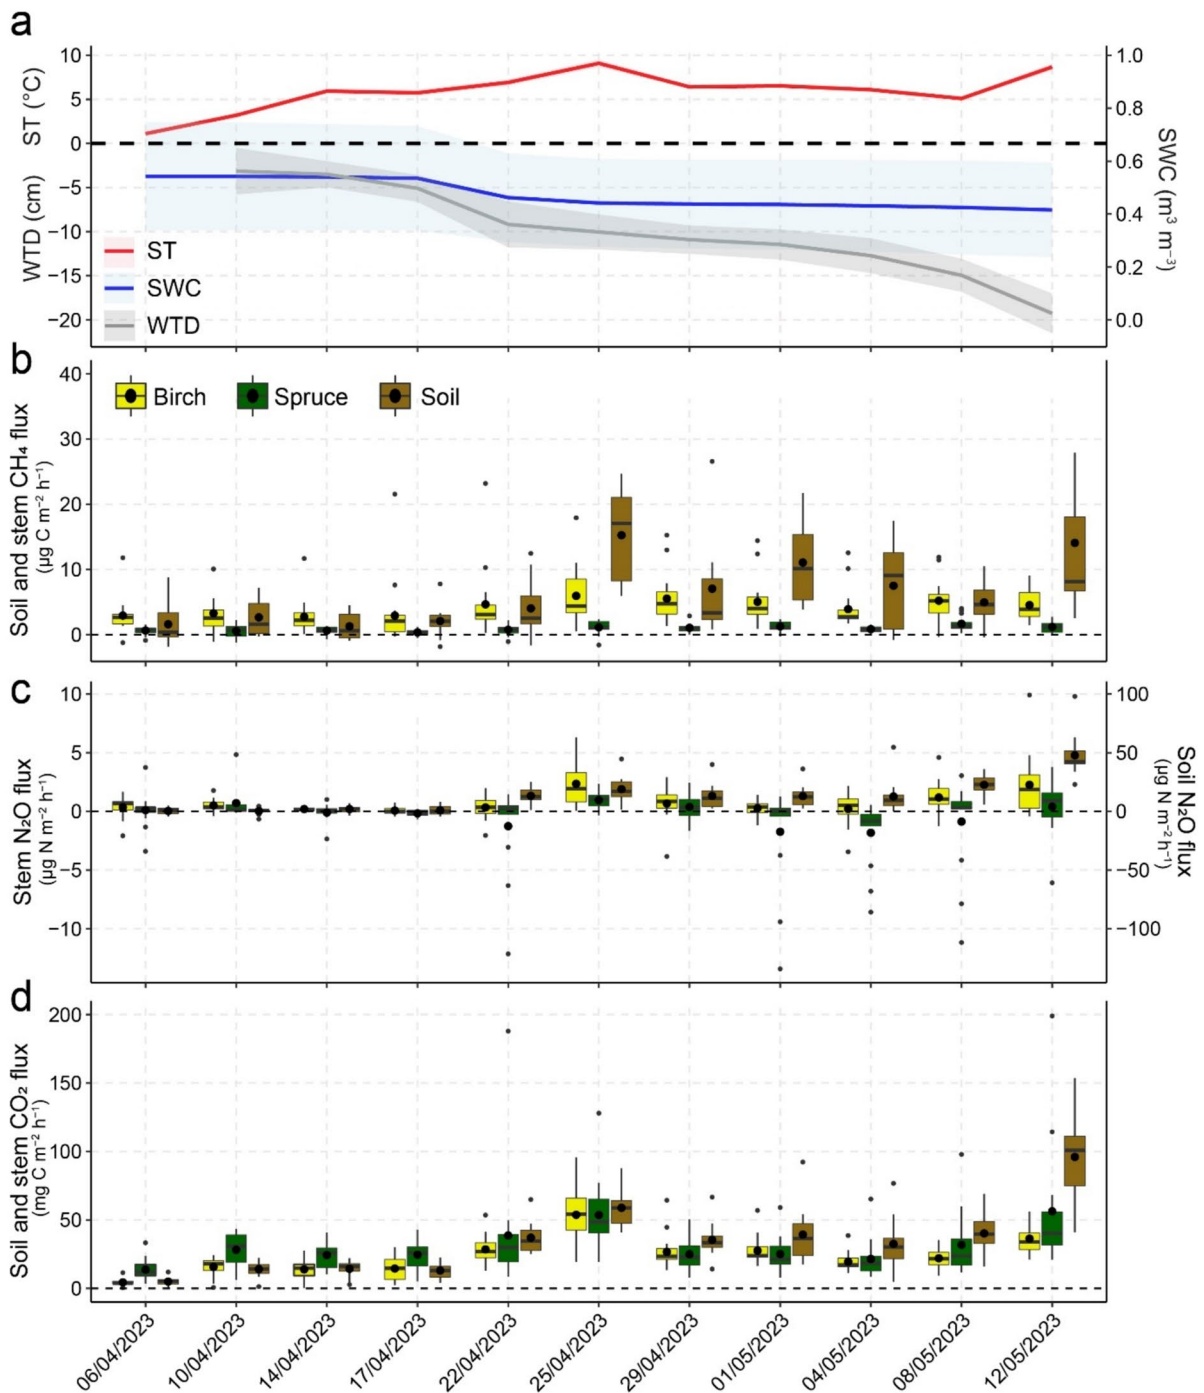 a
10
5
0
−5
−10
−15
−20
ST (°C)
WTD (cm)
1.0
0.8
0.6
0.4
0.2
0.0
SWC (m³ m⁻³)
ST
SWC
WTD
b
40
30
20
10
0
Soil and stem CH₄ flux
(µg C m⁻² h⁻¹)
Birch
Spruce
Soil
c
10
5
0
−5
−10
Stem N₂O flux
(µg N m⁻² h⁻¹)
100
50
0
−50
−100
Soil N₂O flux
(µg N m⁻² h⁻¹)
d
200
150
100
50
0
Soil and stem CO₂ flux
(mg C m⁻² h⁻¹)
06/04/2023
10/04/2023
14/04/2023
17/04/2023
22/04/2023
25/04/2023
29/04/2023
01/05/2023
04/05/2023
08/05/2023
12/05/2023